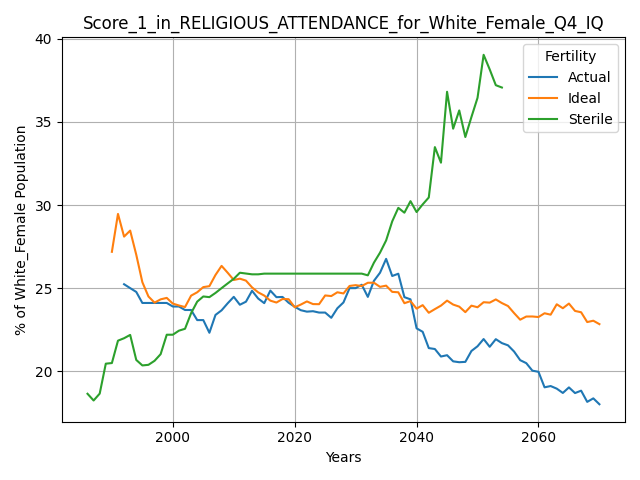 Score_1_in_RELIGIOUS_ATTENDANCE_for_White_Female_Q4_IQ
% of White_Female Population
40
35
30
25
20
Fertility
Actual
Ideal
Sterile
2000
2020
2040
2060
Years